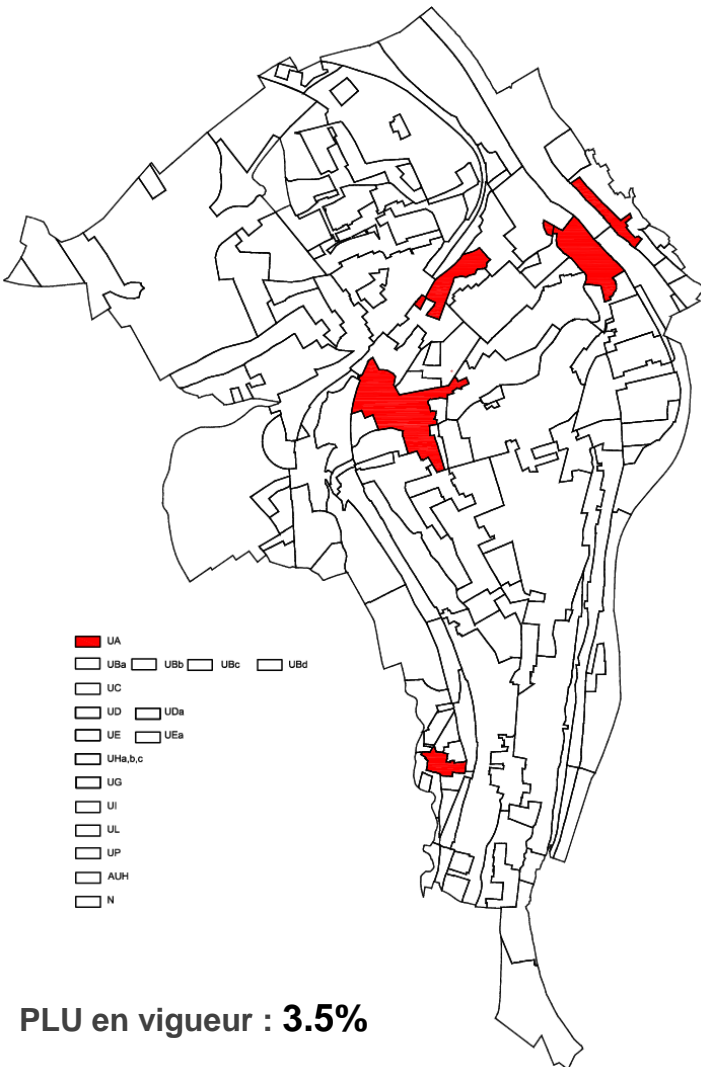 UA
UBa UBb UBc UBd
UC
UD UDa
UE UEa
UHa,b,c
UG
UI
UL
UP
AUH
N
PLU en vigueur : 3.5%